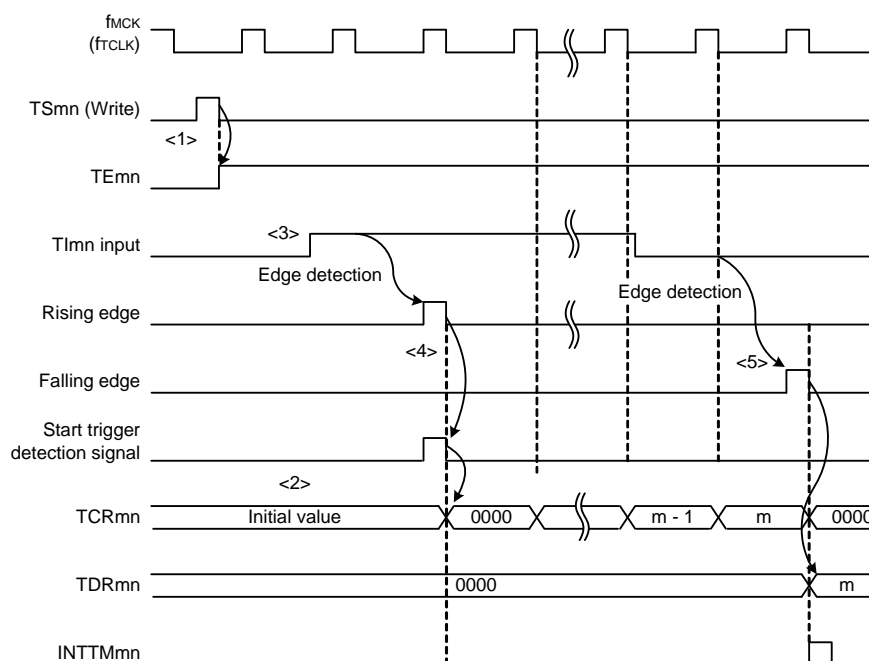 fMCK
(fTCLK)
TSmn (Write)
<1>
TEmn
TImn input
<3>
Edge detection
Edge detection
Rising edge
<4>
<5>
Falling edge
Start trigger
detection signal
<2>
TCRmn
Initial value
0000
m - 1
m
0000
TDRmn
0000
m
INTTMmn